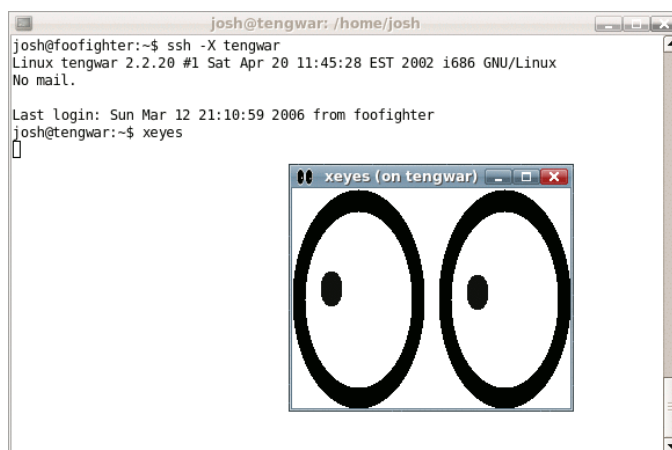 josh@tengwar: /home/josh
josh@foofighter:~$ ssh -X tengwar
Linux tengwar 2.2.20 #1 Sat Apr 20 11:45:28 EST 2002 i686 GNU/Linux
No mail.
Last login: Sun Mar 12 21:10:59 2006 from foofighter
josh@tengwar:~$ xeyes
xeyes (on tengwar)